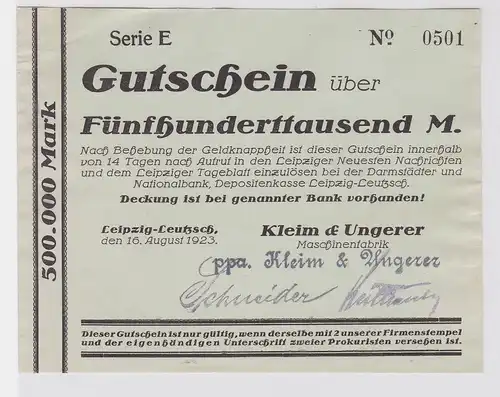 Serie E
№ 0501
Gutschein über
Fünfhunderttausend M.
Nach Behebung der Geldknappheit ist dieser Gutschein innerhalb
von 14 Tagen nach Aufruf in den Leipziger Neuesten Nachrichten
und dem Leipziger Tageblatt einzulösen bei der Darmstädter und
Nationalbank, Depositenkasse Leipzig-Leutzsch.
Deckung ist bei genannter Bank vorhanden!
Leipzig-Leutzsch,
den 16. August 1923.
Kleim & Ungerer
Maschinenfabrik
ppa. Kleim & Ungerer
Schneider
Dieser Gutschein ist nur gültig, wenn derselbe mit 2 unserer Firmenstempel
und der eigenhändigen Unterschrift zweier Prokuristen versehen ist.
500.000 Mark